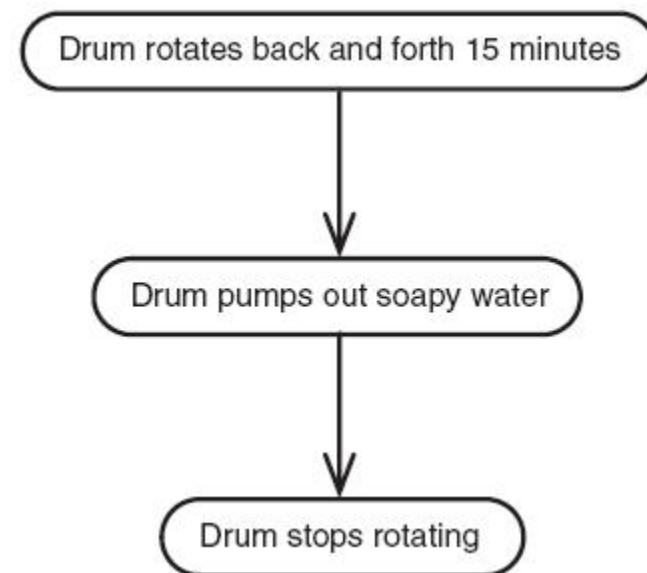 Drum rotates back and forth 15 minutes
Drum pumps out soapy water
Drum stops rotating